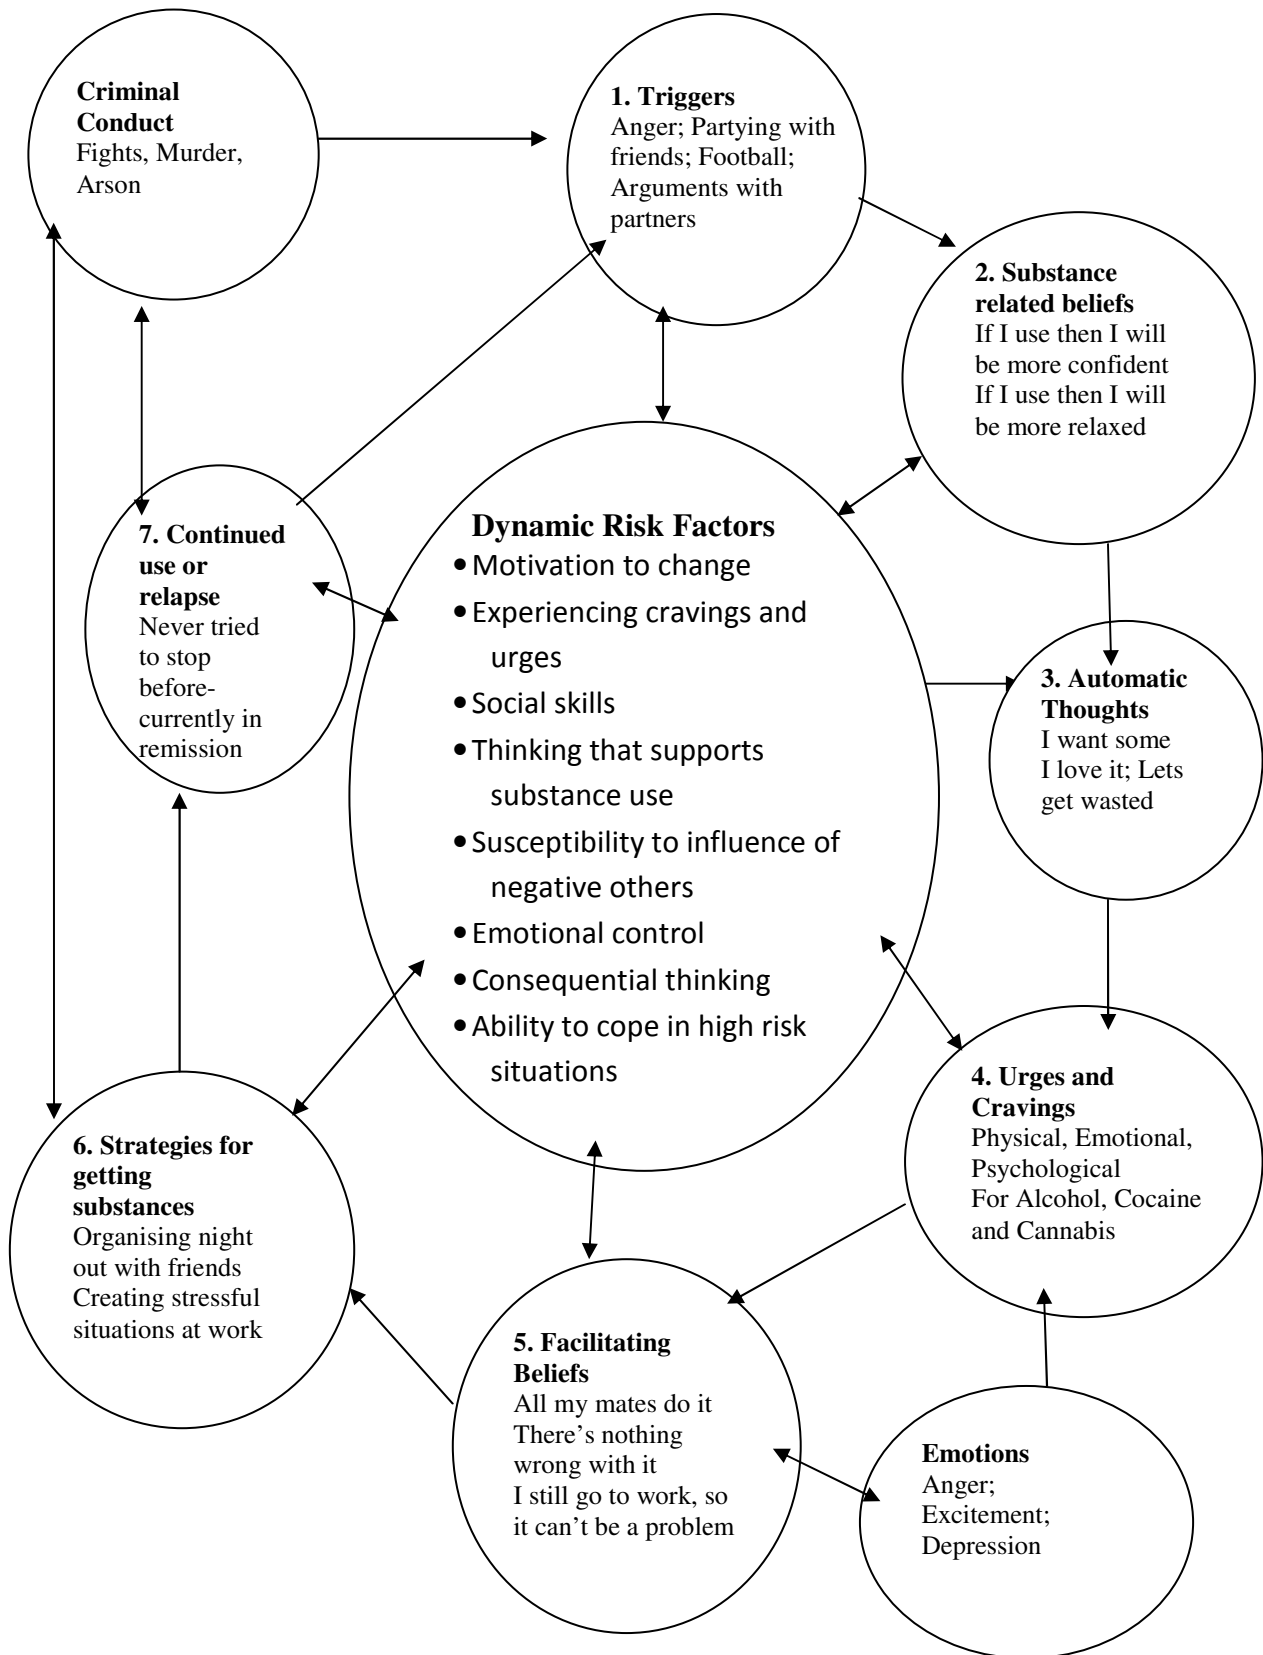 Criminal
Conduct
Fights, Murder,
Arson
1. Triggers
Anger; Partying with
friends; Football;
Arguments with
partners
2. Substance
related beliefs
If I use then I will
be more confident
If I use then I will
be more relaxed
Dynamic Risk Factors
• Motivation to change
• Experiencing cravings and
urges
• Social skills
• Thinking that supports
substance use
• Susceptibility to influence of
negative others
• Emotional control
• Consequential thinking
• Ability to cope in high risk
situations
7. Continued
use or
relapse
Never tried
to stop
before-
currently in
remission
3. Automatic
Thoughts
I want some
I love it; Lets
get wasted
4. Urges and
Cravings
Physical, Emotional,
Psychological
For Alcohol, Cocaine
and Cannabis
6. Strategies for
getting
substances
Organising night
out with friends
Creating stressful
situations at work
5. Facilitating
Beliefs
All my mates do it
There’s nothing
wrong with it
I still go to work, so
it can’t be a problem
Emotions
Anger;
Excitement;
Depression